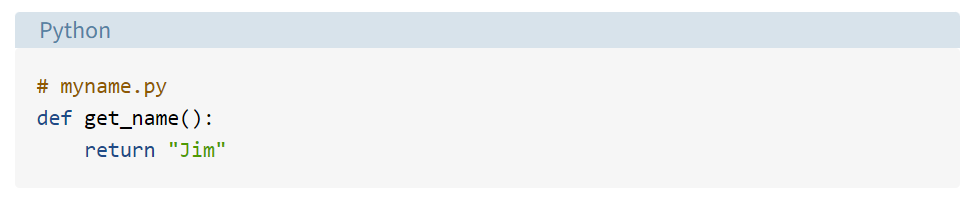 Python
# myname.py
def get_name():
    return "Jim"